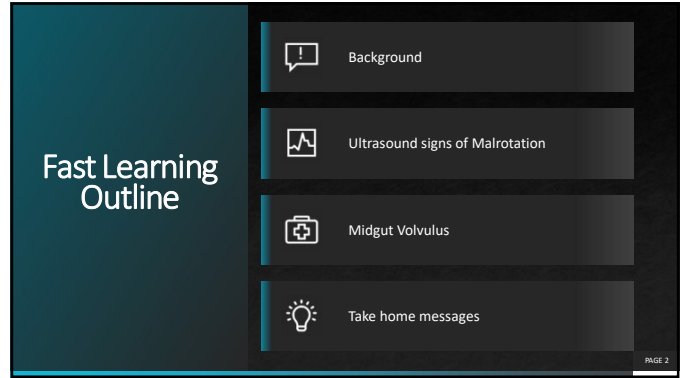 Fast Learning
Outline
Background
Ultrasound signs of Malrotation
Midgut Volvulus
Take home messages
PAGE 2